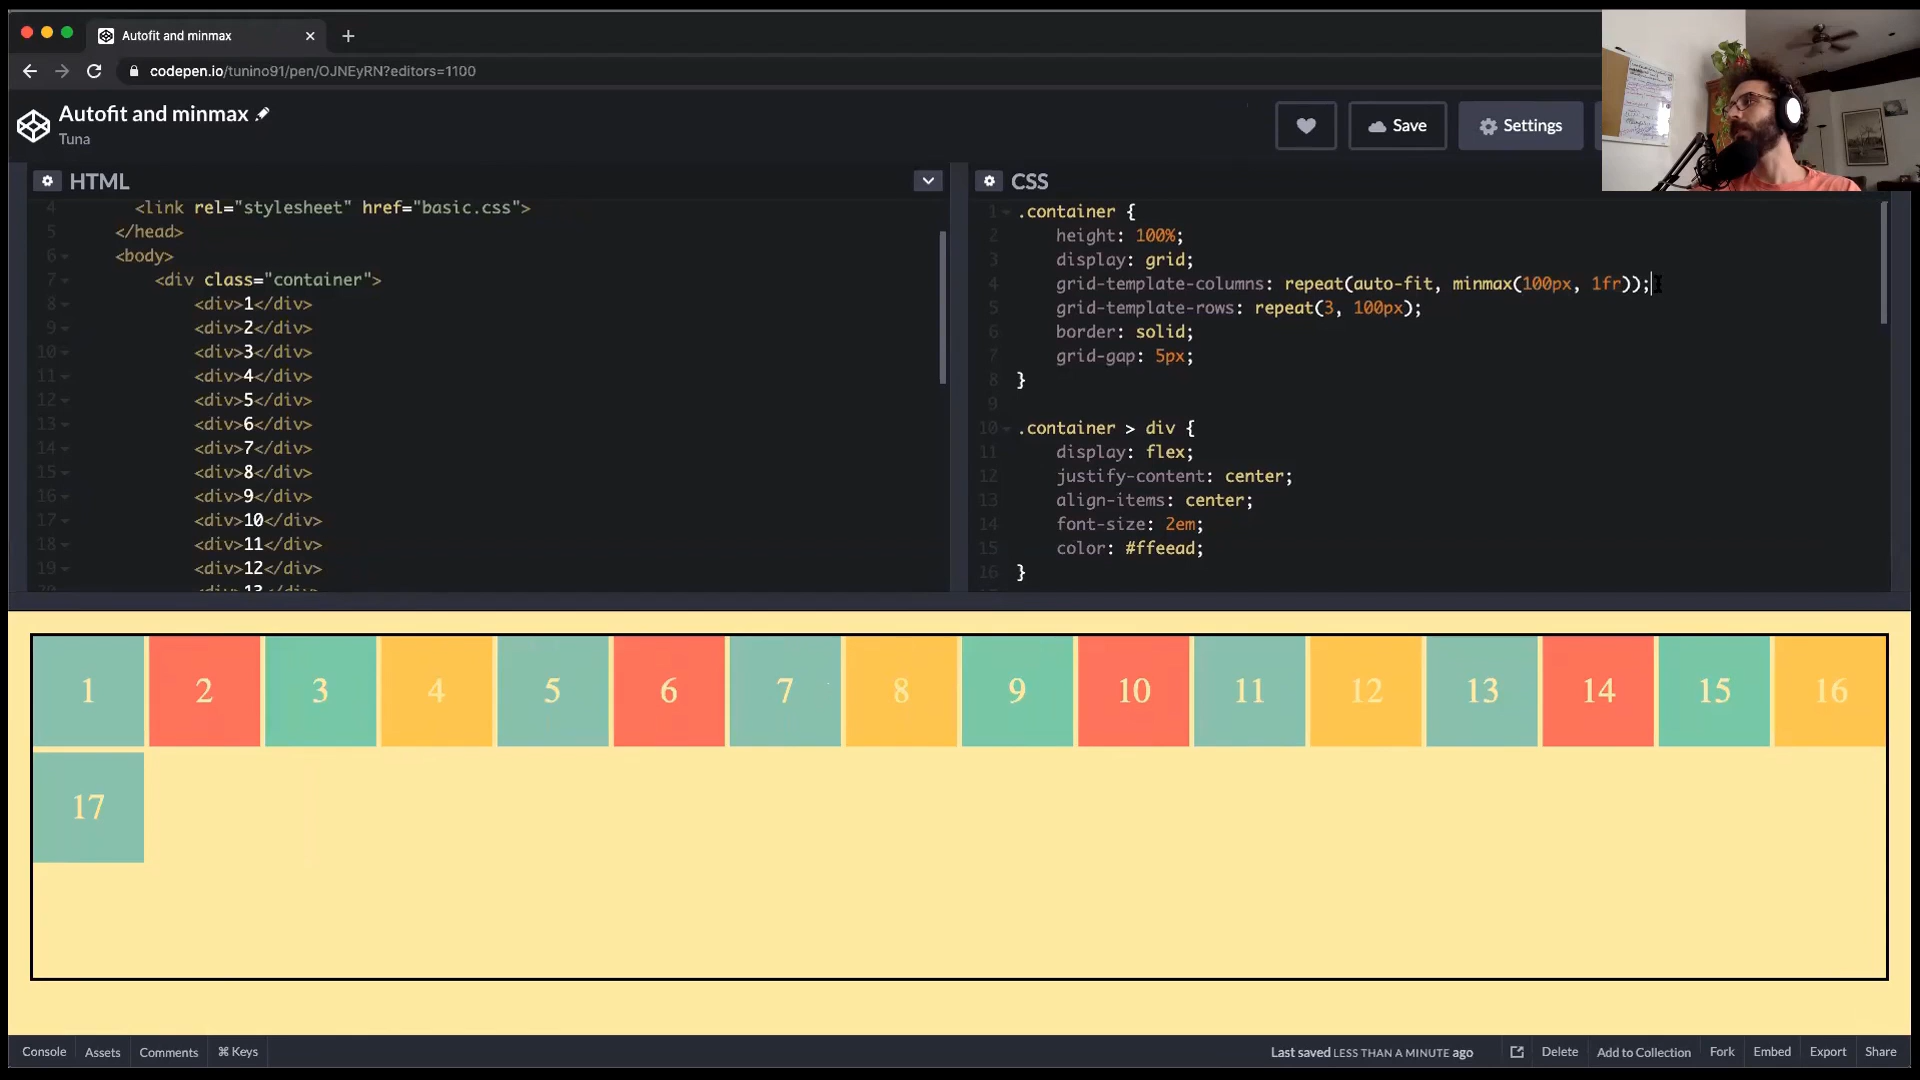 Autofit and minmax
codepen.io/tunino91/pen/OJNEyRN?editors=1100
Autofit and minmax
Tuna
Save
Settings
HTML
4 <link rel="stylesheet" href="basic.css">
5 </head>
6 <body>
7 <div class="container">
8 <div>1</div>
9 <div>2</div>
10 <div>3</div>
11 <div>4</div>
12 <div>5</div>
13 <div>6</div>
14 <div>7</div>
15 <div>8</div>
16 <div>9</div>
17 <div>10</div>
18 <div>11</div>
19 <div>12</div>
CSS
1 .container {
2 height: 100%;
3 display: grid;
4 grid-template-columns: repeat(auto-fit, minmax(100px, 1fr));
5 grid-template-rows: repeat(3, 100px);
6 border: solid;
7 grid-gap: 5px;
8 }
9
10 .container > div {
11 display: flex;
12 justify-content: center;
13 align-items: center;
14 font-size: 2em;
15 color: #ffeead;
16 }
1 2 3 4 5 6 7 8 9 10 11 12 13 14 15 16
17
Console Assets Comments ⌘ Keys Last saved LESS THAN A MINUTE ago Delete Add to Collection Fork Embed Export Share